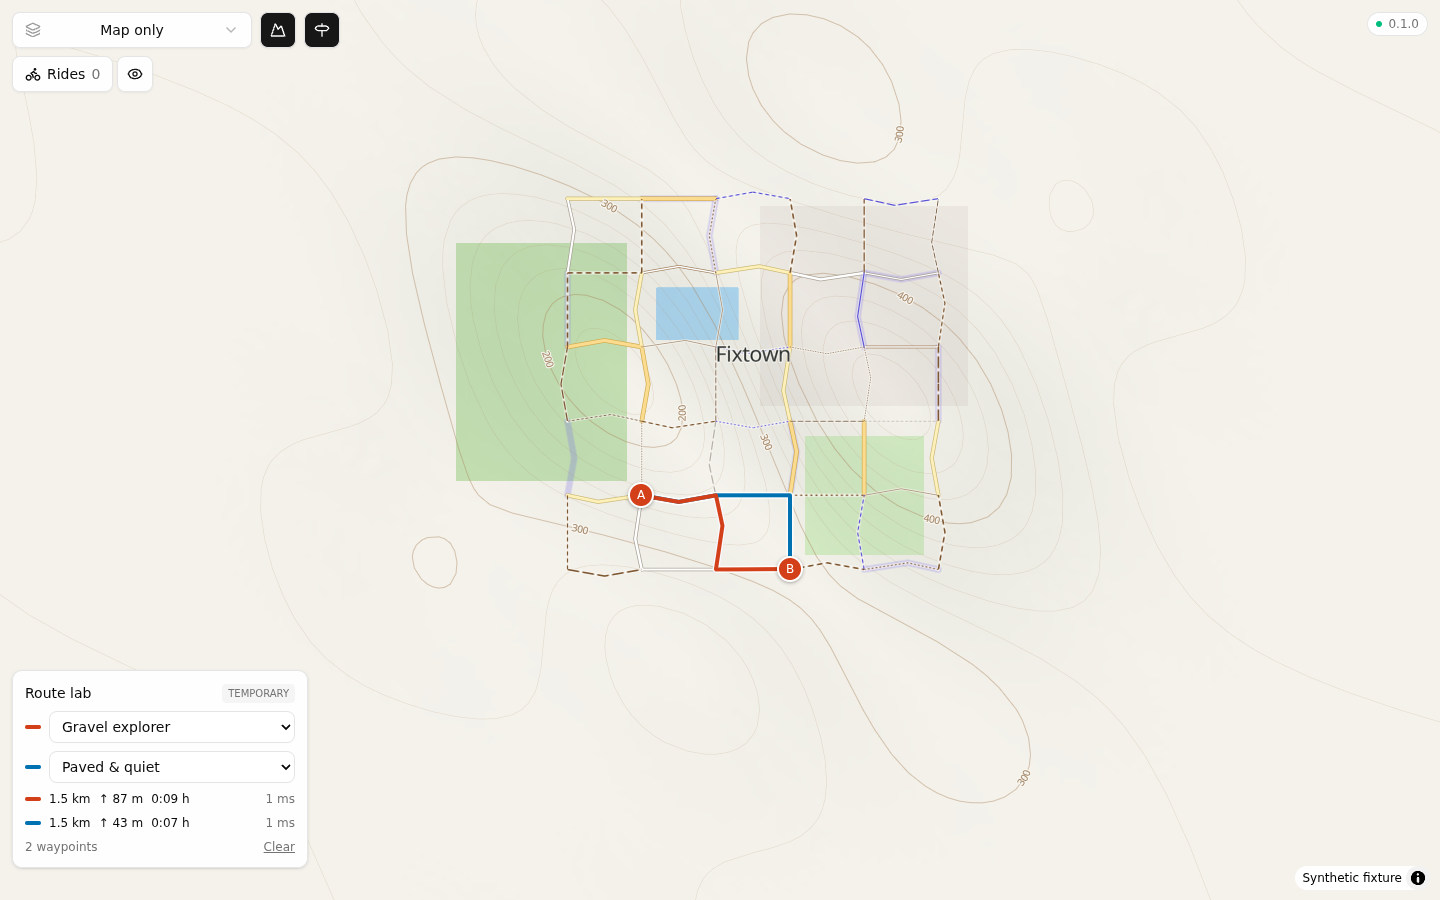 Map only
0.1.0
Rides 0
300
300
400
Fixtown
200
200
300
A
300
400
B
Route lab
TEMPORARY
Gravel explorer
Paved & quiet
1.5 km ↑ 87 m 0:09 h 1 ms
1.5 km ↑ 43 m 0:07 h 1 ms
2 waypoints Clear
300
Synthetic fixture